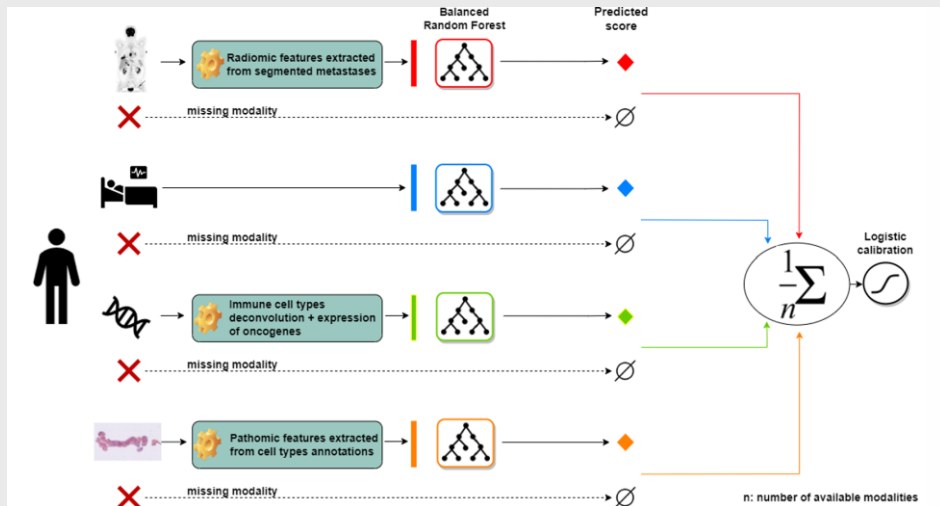 Balanced
Random Forest
Predicted
score
Radiomic features extracted
from segmented metastases
missing modality
missing modality
Logistic
calibration
1/n Σ
Immune cell types
deconvolution + expression
of oncogenes
missing modality
Pathomic features extracted
from cell types annotations
missing modality
n: number of available modalities